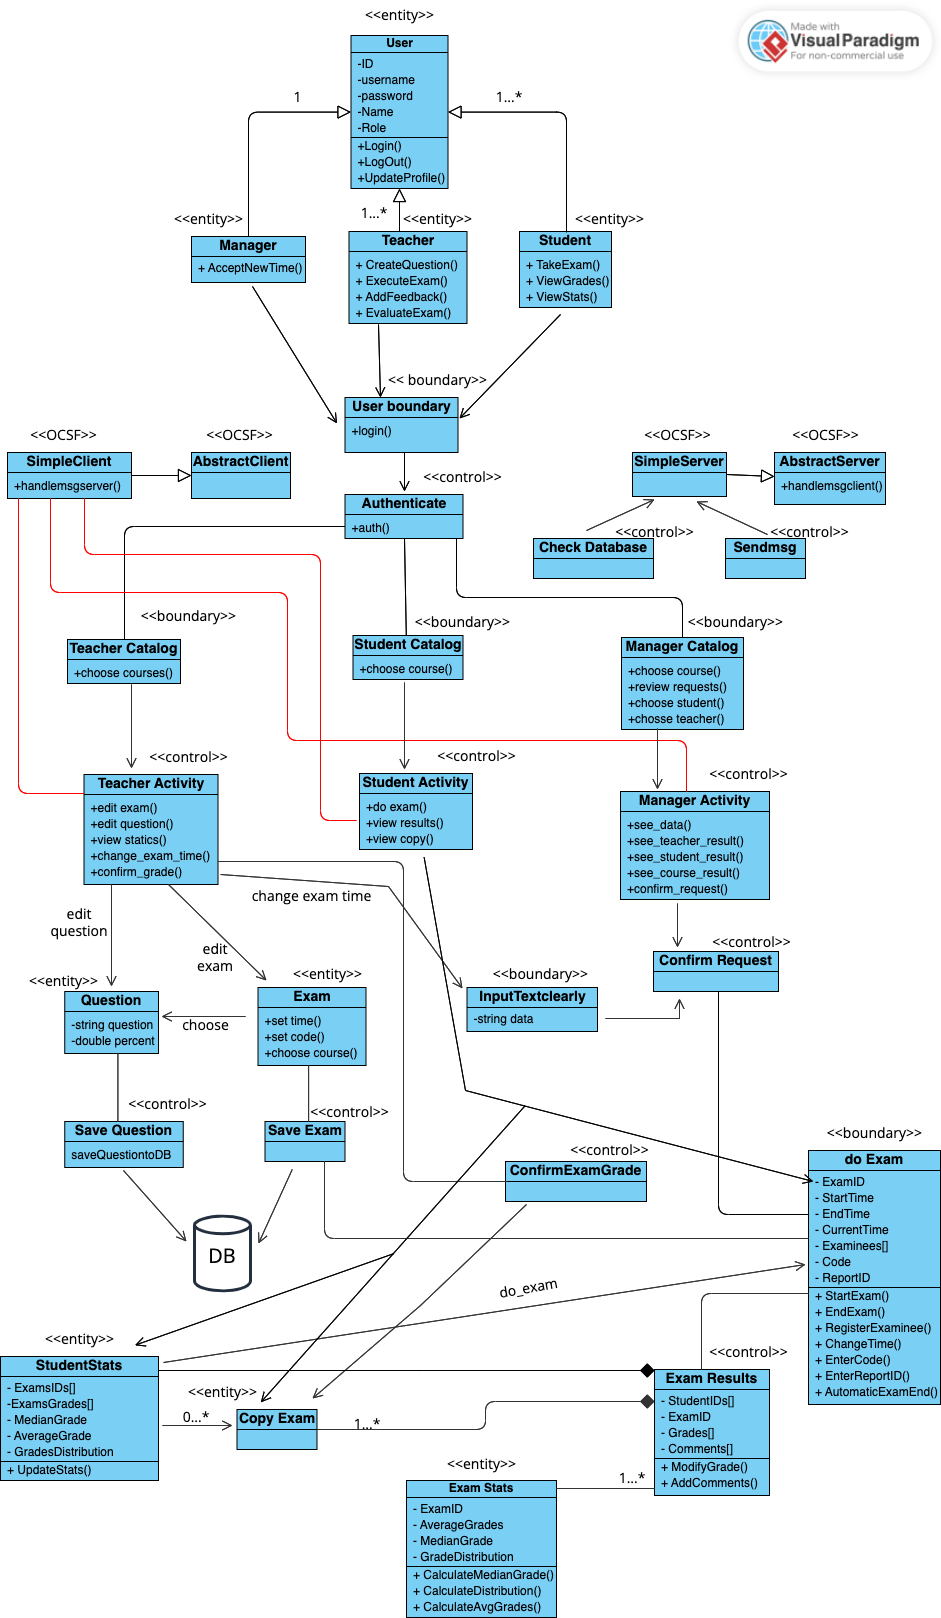 <<entity>>
Made with
Visual Paradigm
For non-commercial use
User
-ID
-username
-password
-Name
-Role
+Login()
+LogOut()
+UpdateProfile()
1
1...*
1...*
<<entity>>
<<entity>>
<<entity>>
Manager
+ AcceptNewTime()
Teacher
+ CreateQuestion()
+ ExecuteExam()
+ AddFeedback()
+ EvaluateExam()
Student
+ TakeExam()
+ ViewGrades()
+ ViewStats()
<< boundary>>
User boundary
+login()
<<OCSF>>
SimpleClient
+handlemsgserver()
<<OCSF>>
AbstractClient
<<control>>
Authenticate
+auth()
<<OCSF>>
SimpleServer
<<OCSF>>
AbstractServer
+handlemsgclient()
<<control>>
Check Database
<<control>>
Sendmsg
<<boundary>>
Teacher Catalog
+choose courses()
<<boundary>>
Student Catalog
+choose course()
<<boundary>>
Manager Catalog
+choose course()
+review requests()
+choose student()
+chosse teacher()
<<control>>
Teacher Activity
+edit exam()
+edit question()
+view statics()
+change_exam_time()
+confirm_grade()
<<control>>
Student Activity
+do exam()
+view results()
+view copy()
<<control>>
Manager Activity
+see_data()
+see_teacher_result()
+see_student_result()
+see_course_result()
+confirm_request()
change exam time
edit
question
edit
exam
<<control>>
Confirm Request
<<entity>>
Question
-string question
-double percent
<<entity>>
Exam
+set time()
+set code()
+choose course()
choose
<<boundary>>
InputTextclearly
-string data
<<control>>
Save Question
saveQuestiontoDB
<<control>>
Save Exam
<<control>>
ConfirmExamGrade
<<boundary>>
do Exam
- ExamID
- StartTime
- EndTime
- CurrentTime
- Examinees[]
- Code
- ReportID
+ StartExam()
+ EndExam()
+ RegisterExaminee()
+ ChangeTime()
+ EnterCode()
+ EnterReportID()
+ AutomaticExamEnd()
DB
do_exam
<<entity>>
StudentStats
- ExamsIDs[]
-ExamsGrades[]
- MedianGrade
- AverageGrade
- GradesDistribution
+ UpdateStats()
0...*
<<entity>>
Copy Exam
1...*
<<control>>
Exam Results
- StudentIDs[]
- ExamID
- Grades[]
- Comments[]
+ ModifyGrade()
+ AddComments()
1...*
<<entity>>
Exam Stats
- ExamID
- AverageGrades
- MedianGrade
- GradeDistribution
+ CalculateMedianGrade()
+ CalculateDistribution()
+ CalculateAvgGrades()